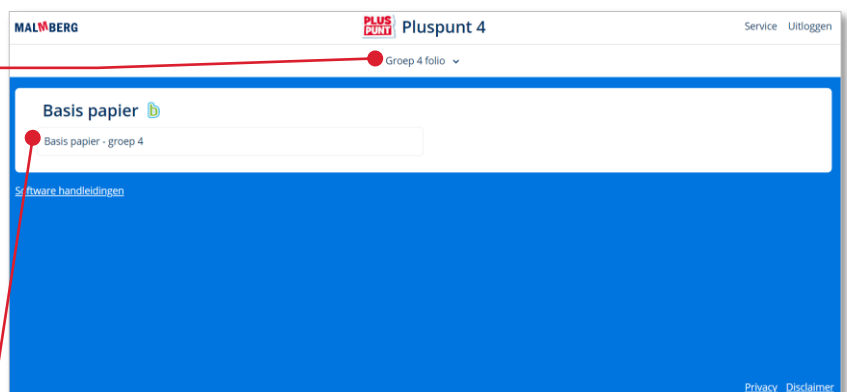 MALMBERG
PLUS PUNT Pluspunt 4
Service Uitloggen
Groep 4 folio
Basis papier b
Basis papier - groep 4
Software handleidingen
Privacy Disclaimer